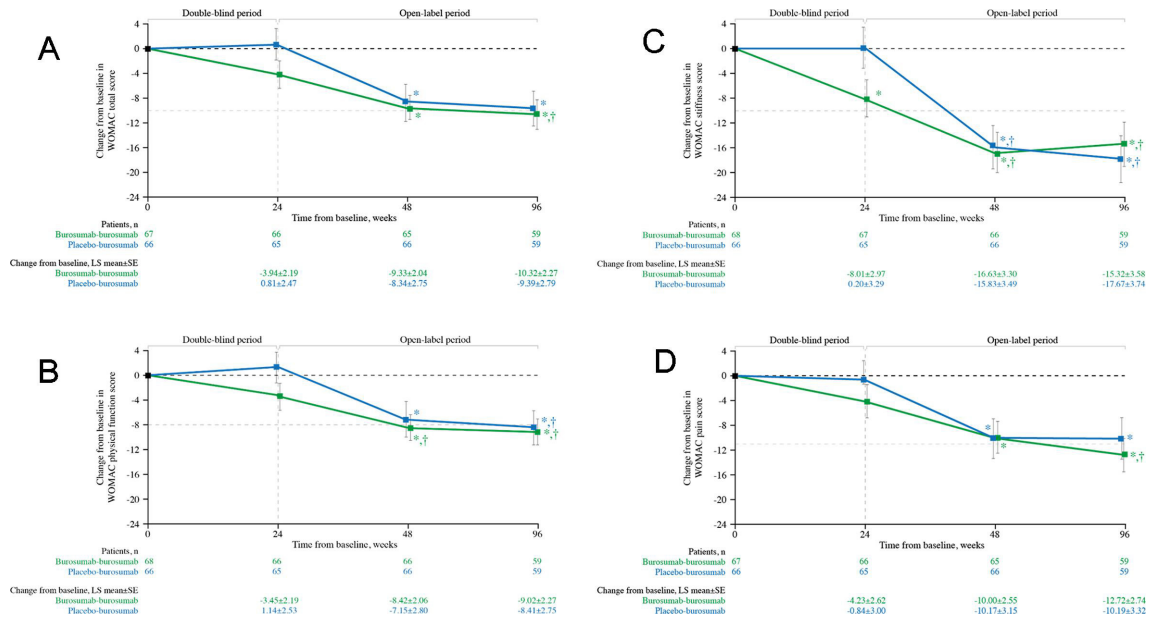 A
Double-blind period Open-label period
Change from baseline in
WOMAC total score
4
0
-4
-8
-12
-16
-20
-24
* *
* *,†
0 24 48 96
Time from baseline, weeks
Patients, n
Burosumab-burosumab 67 66 65 59
Placebo-burosumab 66 65 66 59
Change from baseline, LS mean±SE
Burosumab-burosumab -3.94±2.19 -9.33±2.04 -10.32±2.27
Placebo-burosumab 0.81±2.47 -8.34±2.75 -9.39±2.79
C
Double-blind period Open-label period
Change from baseline in
WOMAC stiffness score
4
0
-4
-8
-12
-16
-20
-24
* *,† *,†
*,† *,†
0 24 48 96
Time from baseline, weeks
Patients, n
Burosumab-burosumab 68 67 66 59
Placebo-burosumab 66 65 66 59
Change from baseline, LS mean±SE
Burosumab-burosumab -8.01±2.97 -16.63±3.30 -15.32±3.58
Placebo-burosumab 0.20±3.29 -15.83±3.49 -17.67±3.74
B
Double-blind period Open-label period
Change from baseline in
WOMAC physical function score
4
0
-4
-8
-12
-16
-20
-24
* *,†
*,† *,†
0 24 48 96
Time from baseline, weeks
Patients, n
Burosumab-burosumab 68 66 66 59
Placebo-burosumab 66 65 66 59
Change from baseline, LS mean±SE
Burosumab-burosumab -3.45±2.19 -8.42±2.06 -9.02±2.27
Placebo-burosumab 1.14±2.53 -7.15±2.80 -8.41±2.75
D
Double-blind period Open-label period
Change from baseline in
WOMAC pain score
4
0
-4
-8
-12
-16
-20
-24
* *
* *,†
0 24 48 96
Time from baseline, weeks
Patients, n
Burosumab-burosumab 67 66 65 59
Placebo-burosumab 66 65 66 59
Change from baseline, LS mean±SE
Burosumab-burosumab -4.23±2.62 -10.00±2.55 -12.72±2.74
Placebo-burosumab -0.84±3.00 -10.17±3.15 -10.19±3.32